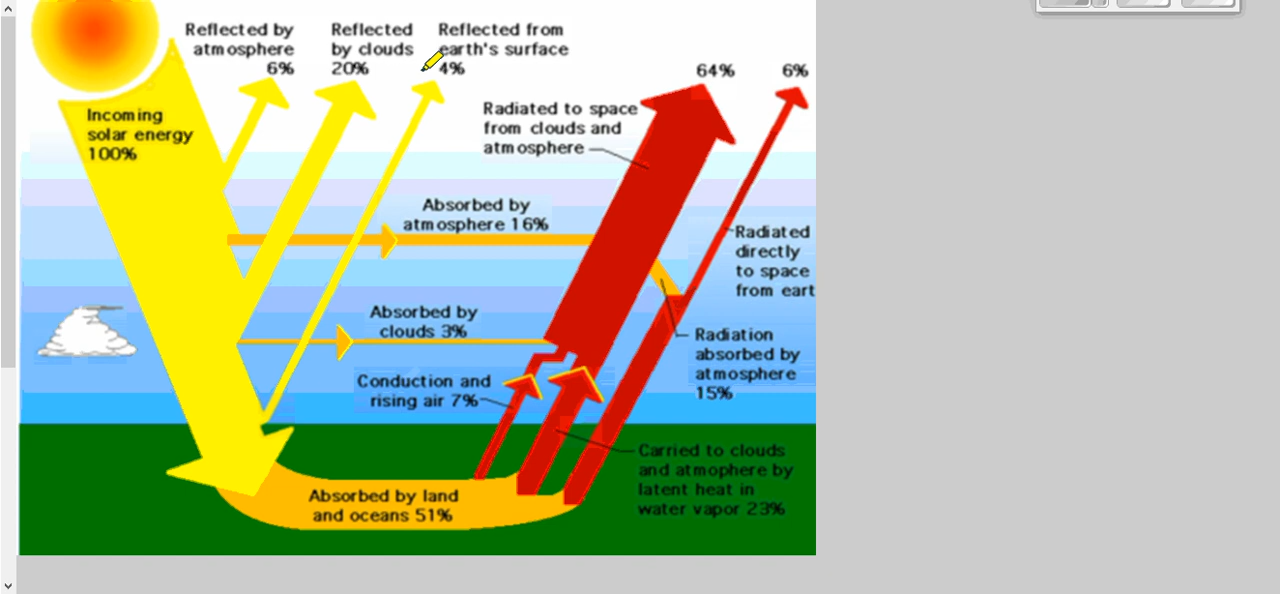 Reflected by
atmosphere
6%
Reflected
by clouds
20%
Reflected from
earth's surface
4%
64%
6%
Incoming
solar energy
100%
Radiated to space
from clouds and
atmosphere
Absorbed by
atmosphere 16%
Radiated
directly
to space
from eart
Absorbed by
clouds 3%
Radiation
absorbed by
atmosphere
15%
Conduction and
rising air 7%
Carried to clouds
and atmophere by
latent heat in
water vapor 23%
Absorbed by land
and oceans 51%